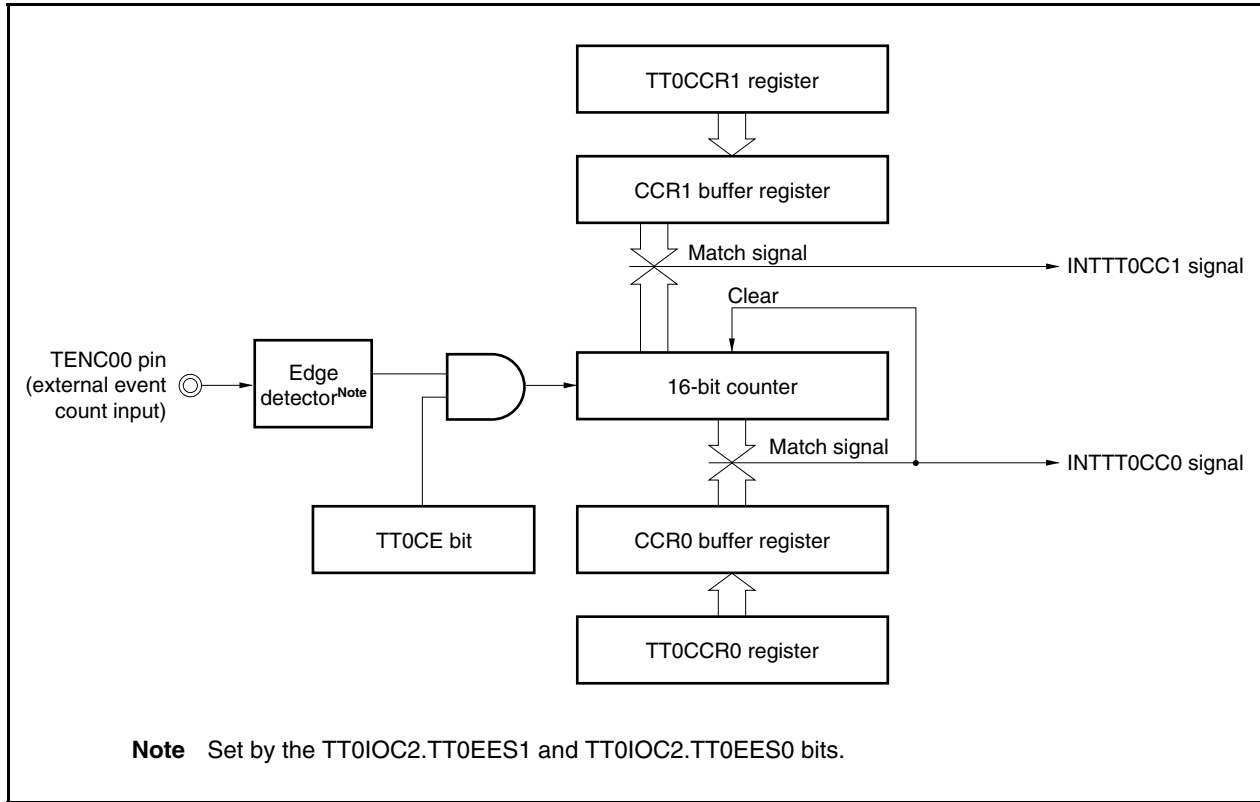 TT0CCR1 register
CCR1 buffer register
Match signal
INTTT0CC1 signal
Clear
TENC00 pin
(external event
count input)
Edge
detectorNote
16-bit counter
Match signal
INTTT0CC0 signal
TT0CE bit
CCR0 buffer register
TT0CCR0 register
Note Set by the TT0IOC2.TT0EES1 and TT0IOC2.TT0EES0 bits.